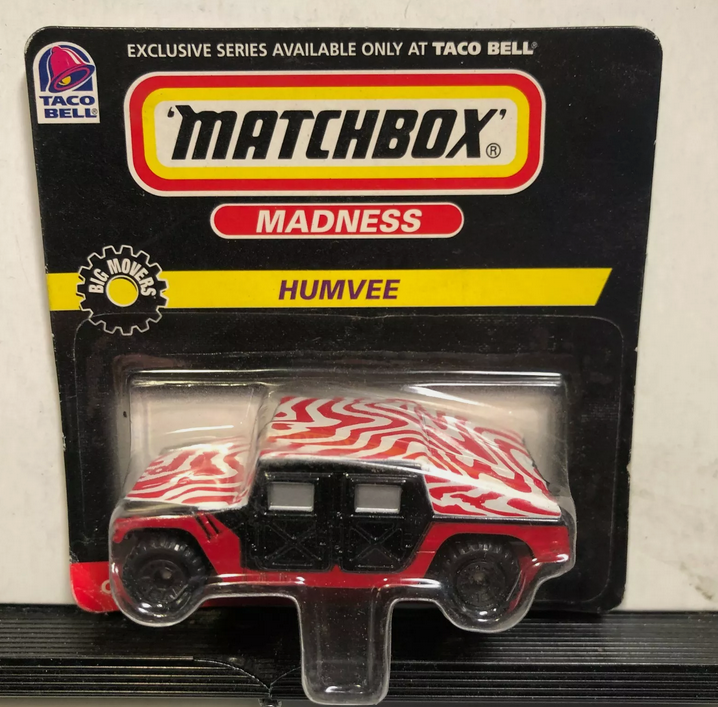 EXCLUSIVE SERIES AVAILABLE ONLY AT TACO BELL®
TACO
BELL®
'MATCHBOX'®
MADNESS
BIG MOVERS
HUMVEE